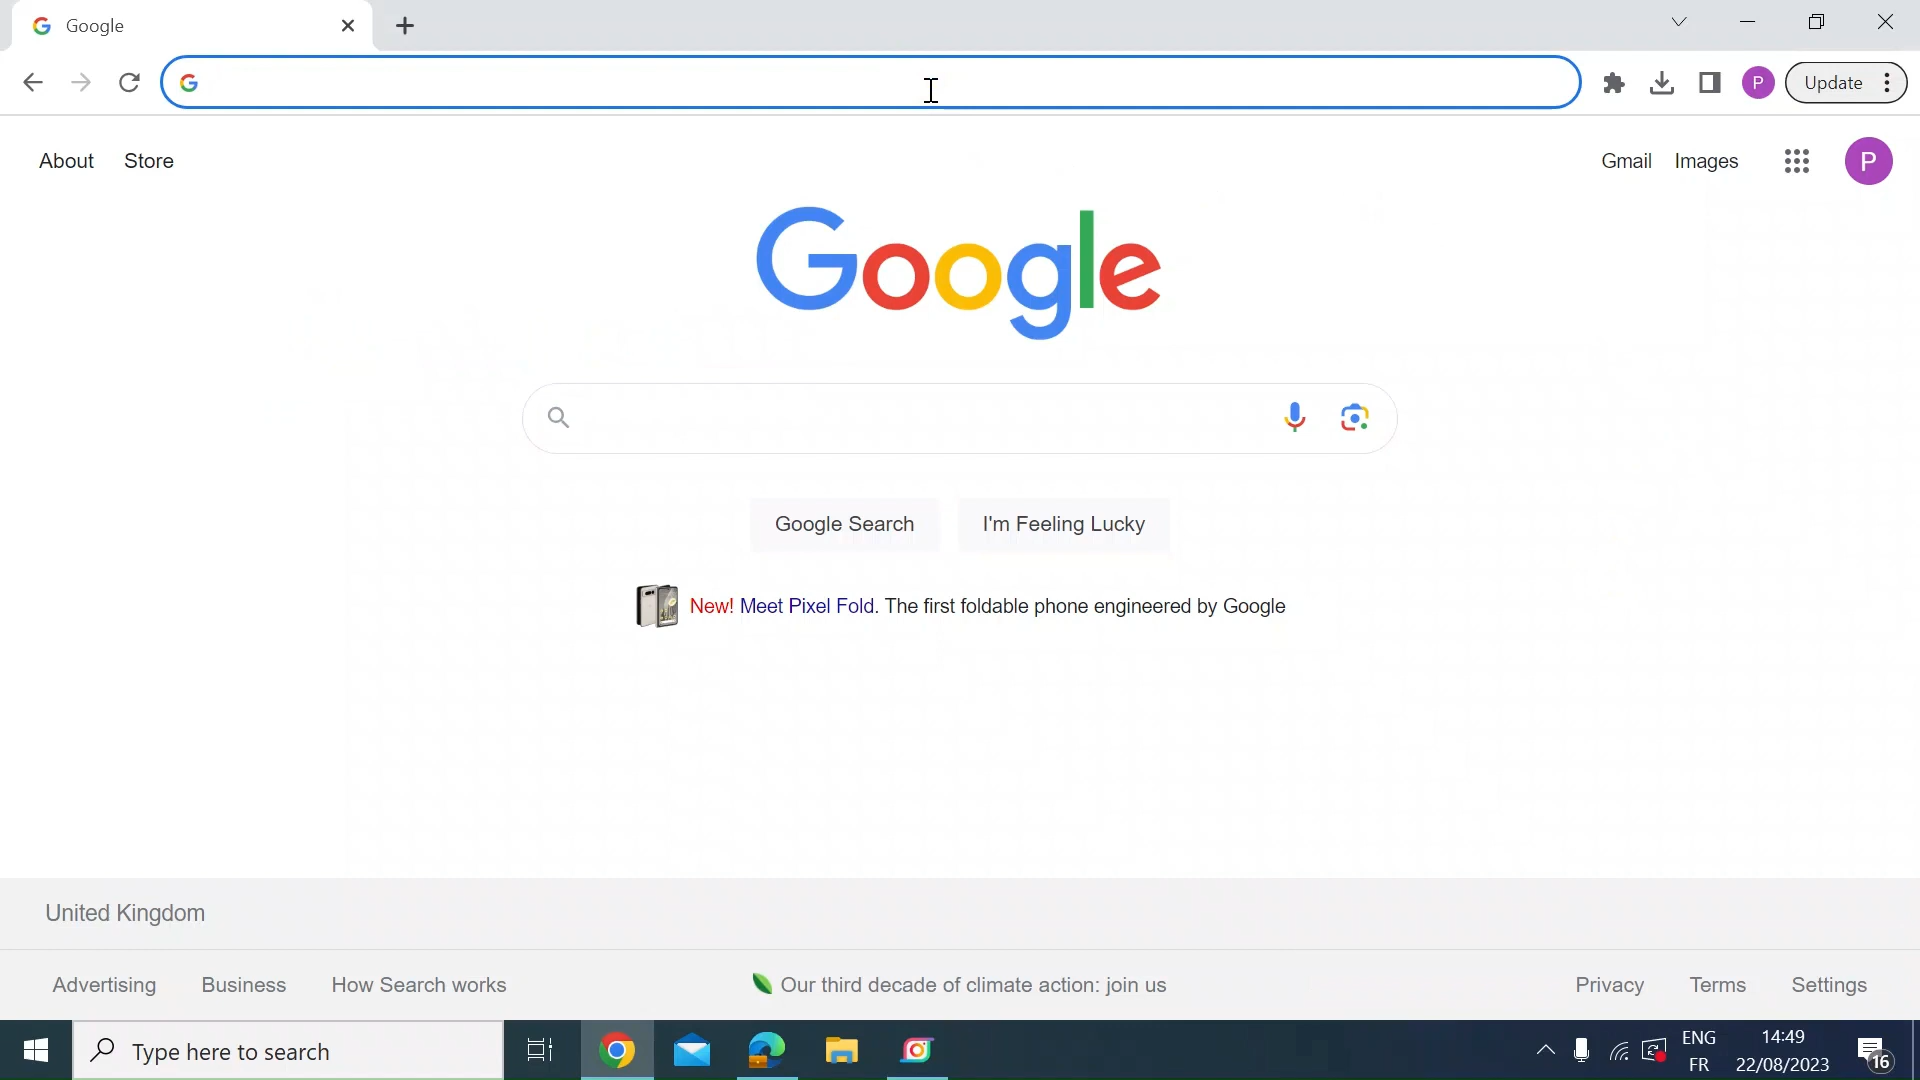 Google
Update
P
About Store
Gmail Images
P
Google
Google Search I'm Feeling Lucky
New! Meet Pixel Fold. The first foldable phone engineered by Google
United Kingdom
Advertising Business How Search works
Our third decade of climate action: join us
Privacy Terms Settings
Type here to search
ENG
FR
14:49
22/08/2023
16